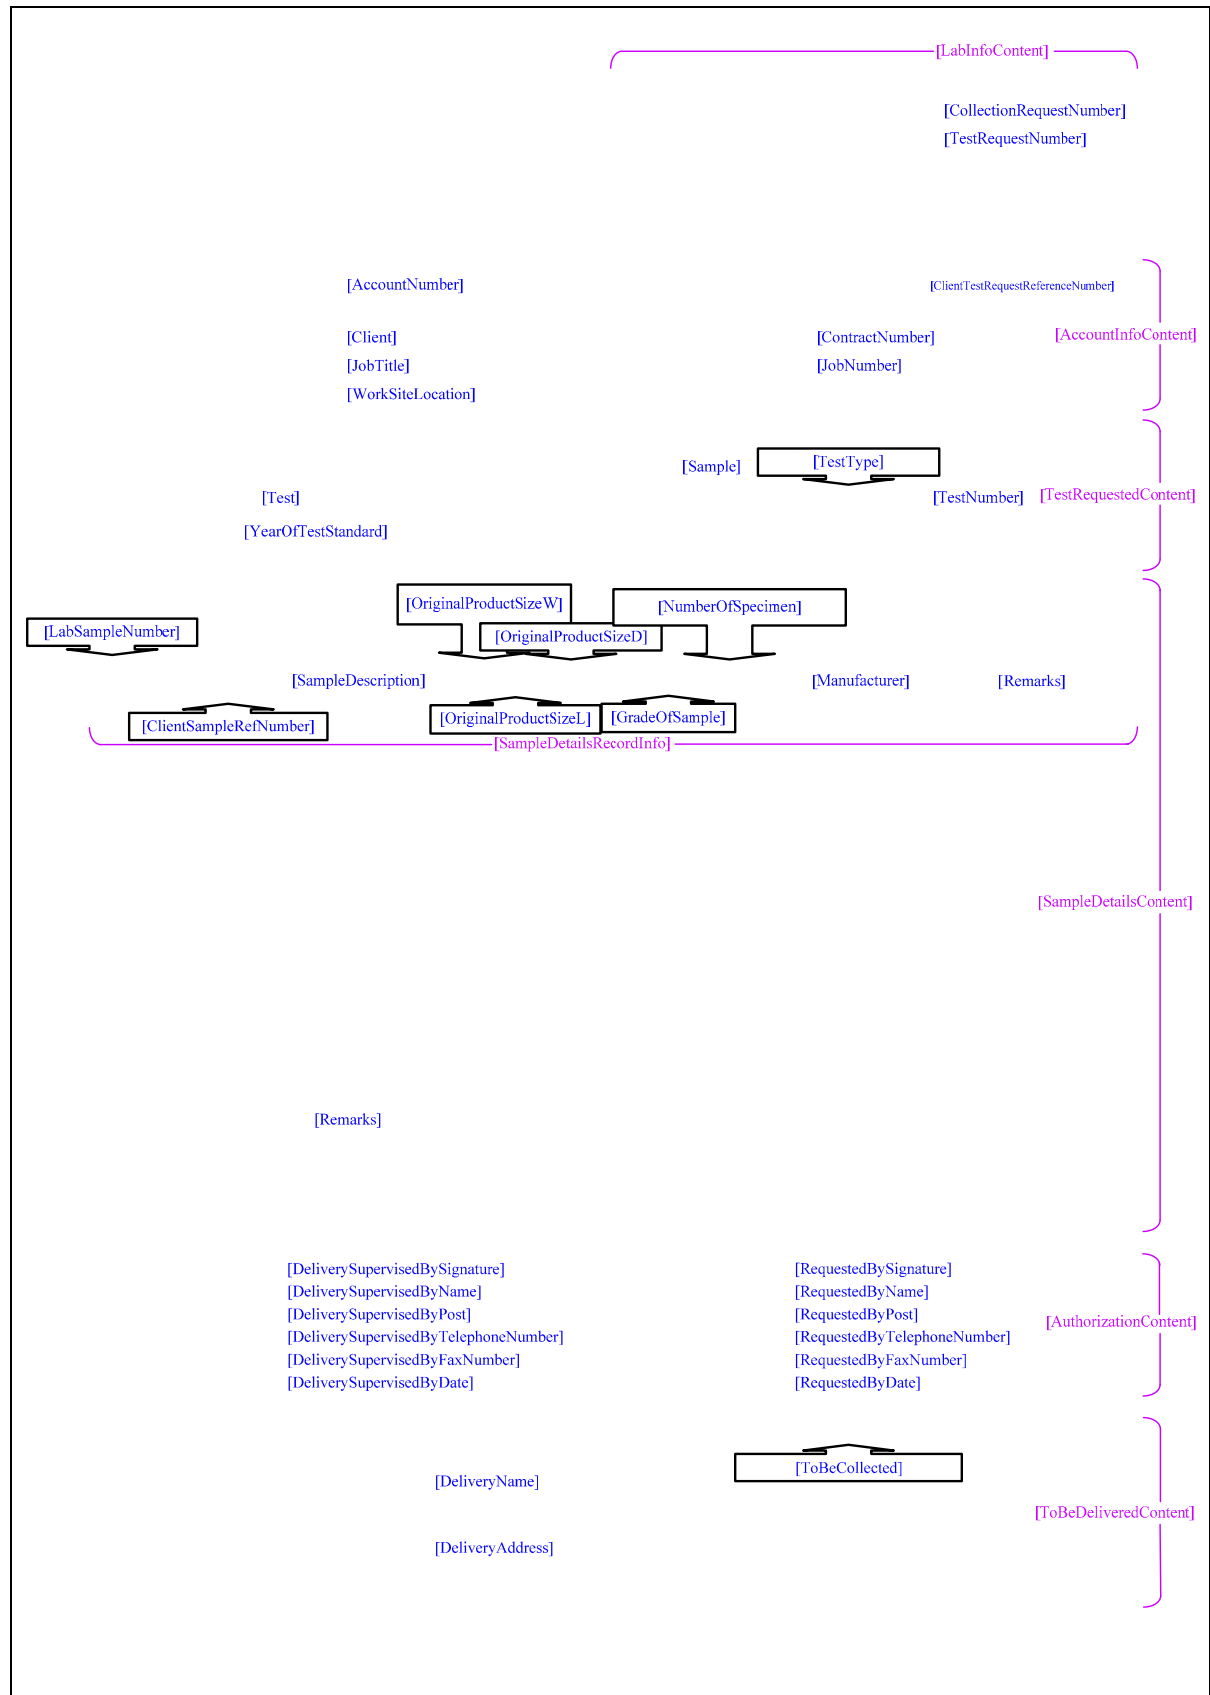 [LabInfoContent]
[CollectionRequestNumber]
[TestRequestNumber]
[AccountNumber] [ClientTestRequestReferenceNumber]
[Client] [ContractNumber] [AccountInfoContent]
[JobTitle] [JobNumber]
[WorkSiteLocation]
[Sample] [TestType]
[Test] [TestNumber] [TestRequestedContent]
[YearOfTestStandard]
[OriginalProductSizeW] [NumberOfSpecimen]
[LabSampleNumber] [OriginalProductSizeD]
[SampleDescription] [Manufacturer] [Remarks]
[ClientSampleRefNumber] [OriginalProductSizeL] [GradeOfSample]
[SampleDetailsRecordInfo]
[SampleDetailsContent]
[Remarks]
[DeliverySupervisedBySignature] [RequestedBySignature]
[DeliverySupervisedByName] [RequestedByName]
[DeliverySupervisedByPost] [RequestedByPost] [AuthorizationContent]
[DeliverySupervisedByTelephoneNumber] [RequestedByTelephoneNumber]
[DeliverySupervisedByFaxNumber] [RequestedByFaxNumber]
[DeliverySupervisedByDate] [RequestedByDate]
[ToBeCollected]
[DeliveryName]
[ToBeDeliveredContent]
[DeliveryAddress]